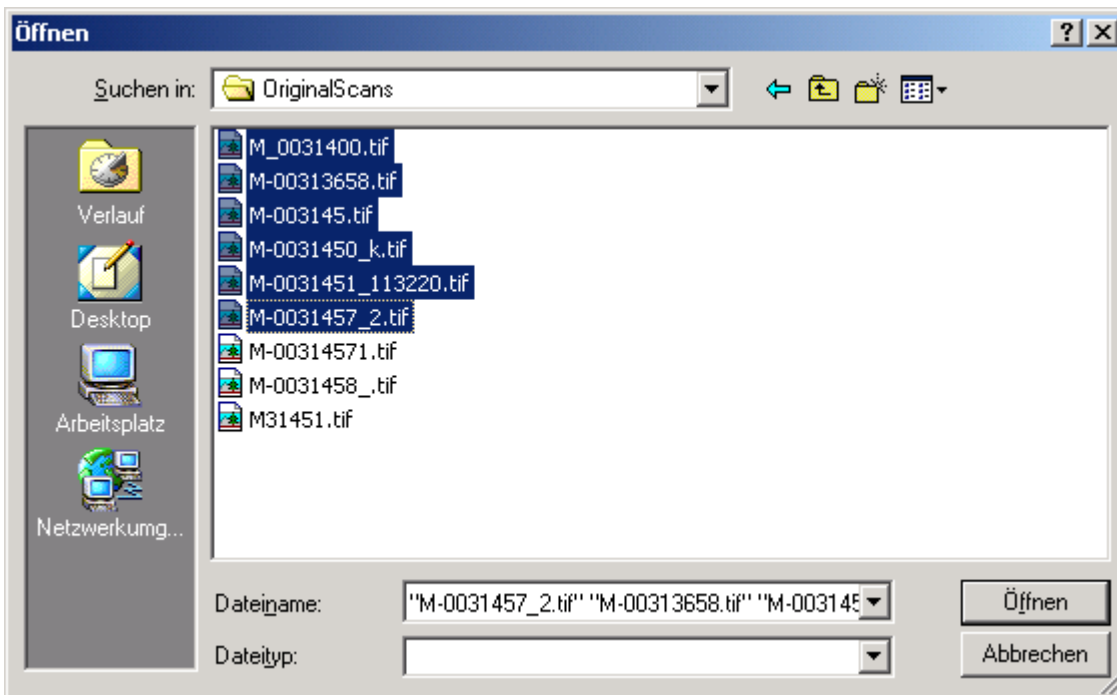 Öffnen
Suchen in: OriginalScans
Verlauf
Desktop
Arbeitsplatz
Netzwerkumg...
M_0031400.tif
M-00313658.tif
M-003145.tif
M-0031450_k.tif
M-0031451_113220.tif
M-0031457_2.tif
M-00314571.tif
M-0031458_.tif
M31451.tif
Dateiname: "M-0031457_2.tif" "M-00313658.tif" "M-003145
Öffnen
Dateityp:
Abbrechen